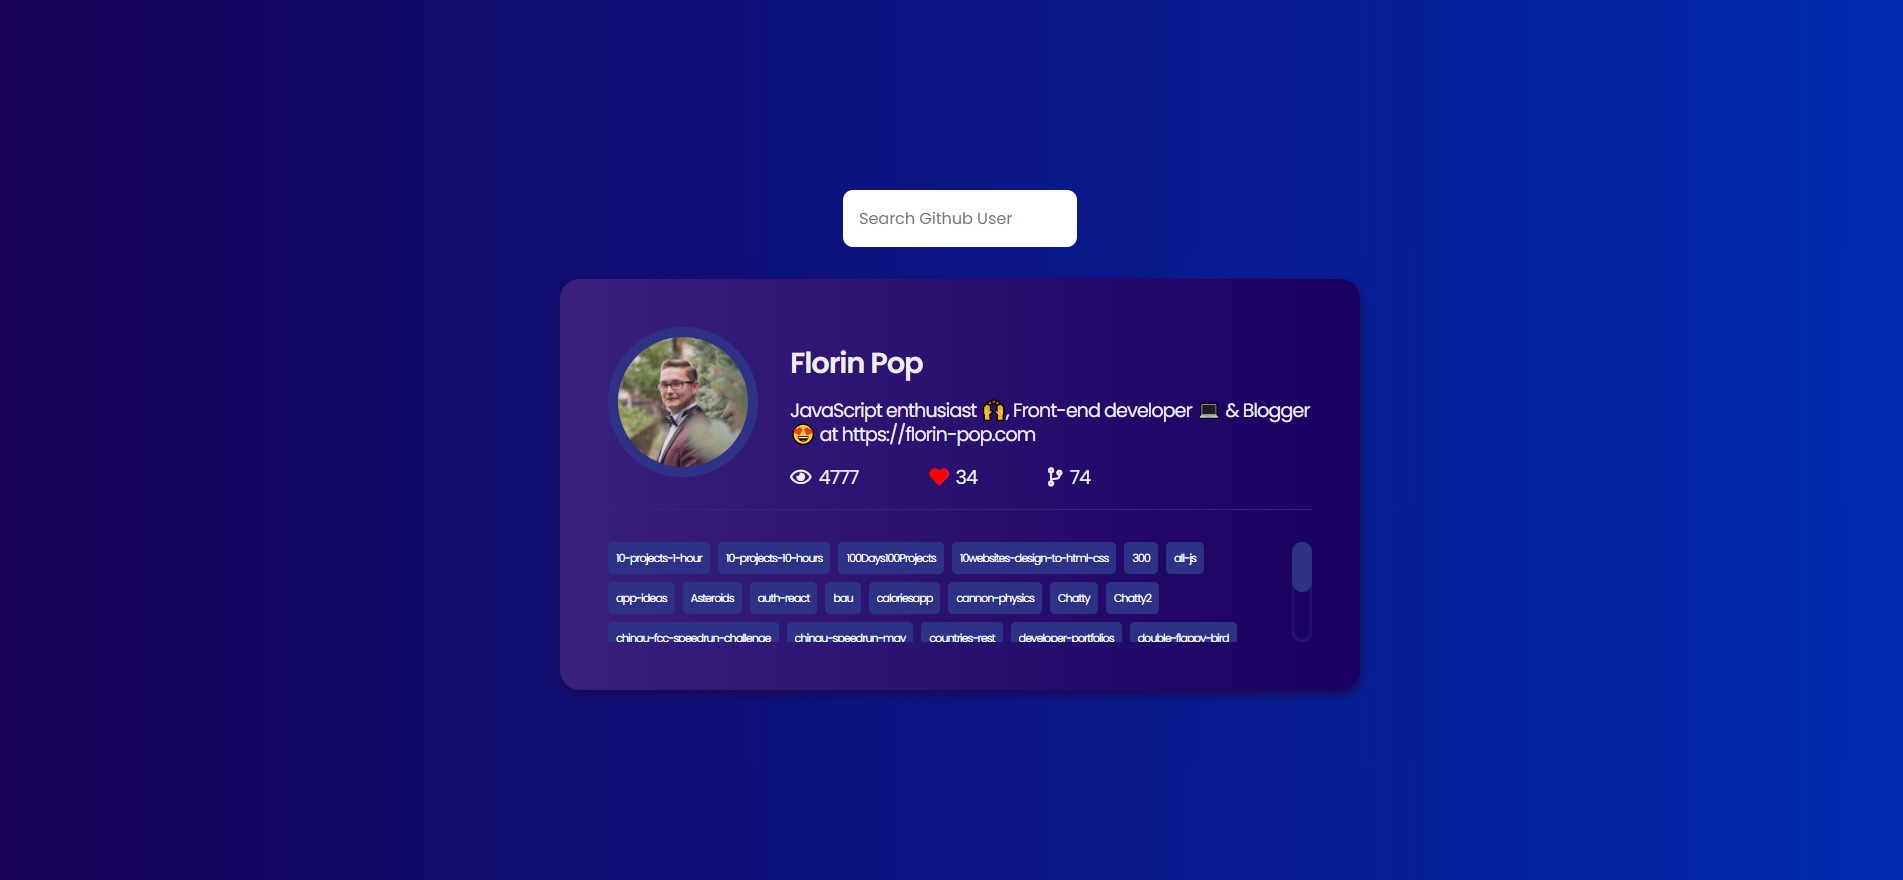 Search Github User
Florin Pop
JavaScript enthusiast 🙌, Front-end developer 💻 & Blogger
😍 at https://florin-pop.com
4777 34 74
10-projects-1-hour 10-projects-10-hours 100Days100Projects 10websites-design-to-html-css 300 all-js
app-ideas Asteroids auth-react bau caloriesapp cannon-physics Chatty Chatty2
chingu-fcc-speedrun-challenge chingu-speedrun-may countries-rest developer-portfolios double-flappy-bird